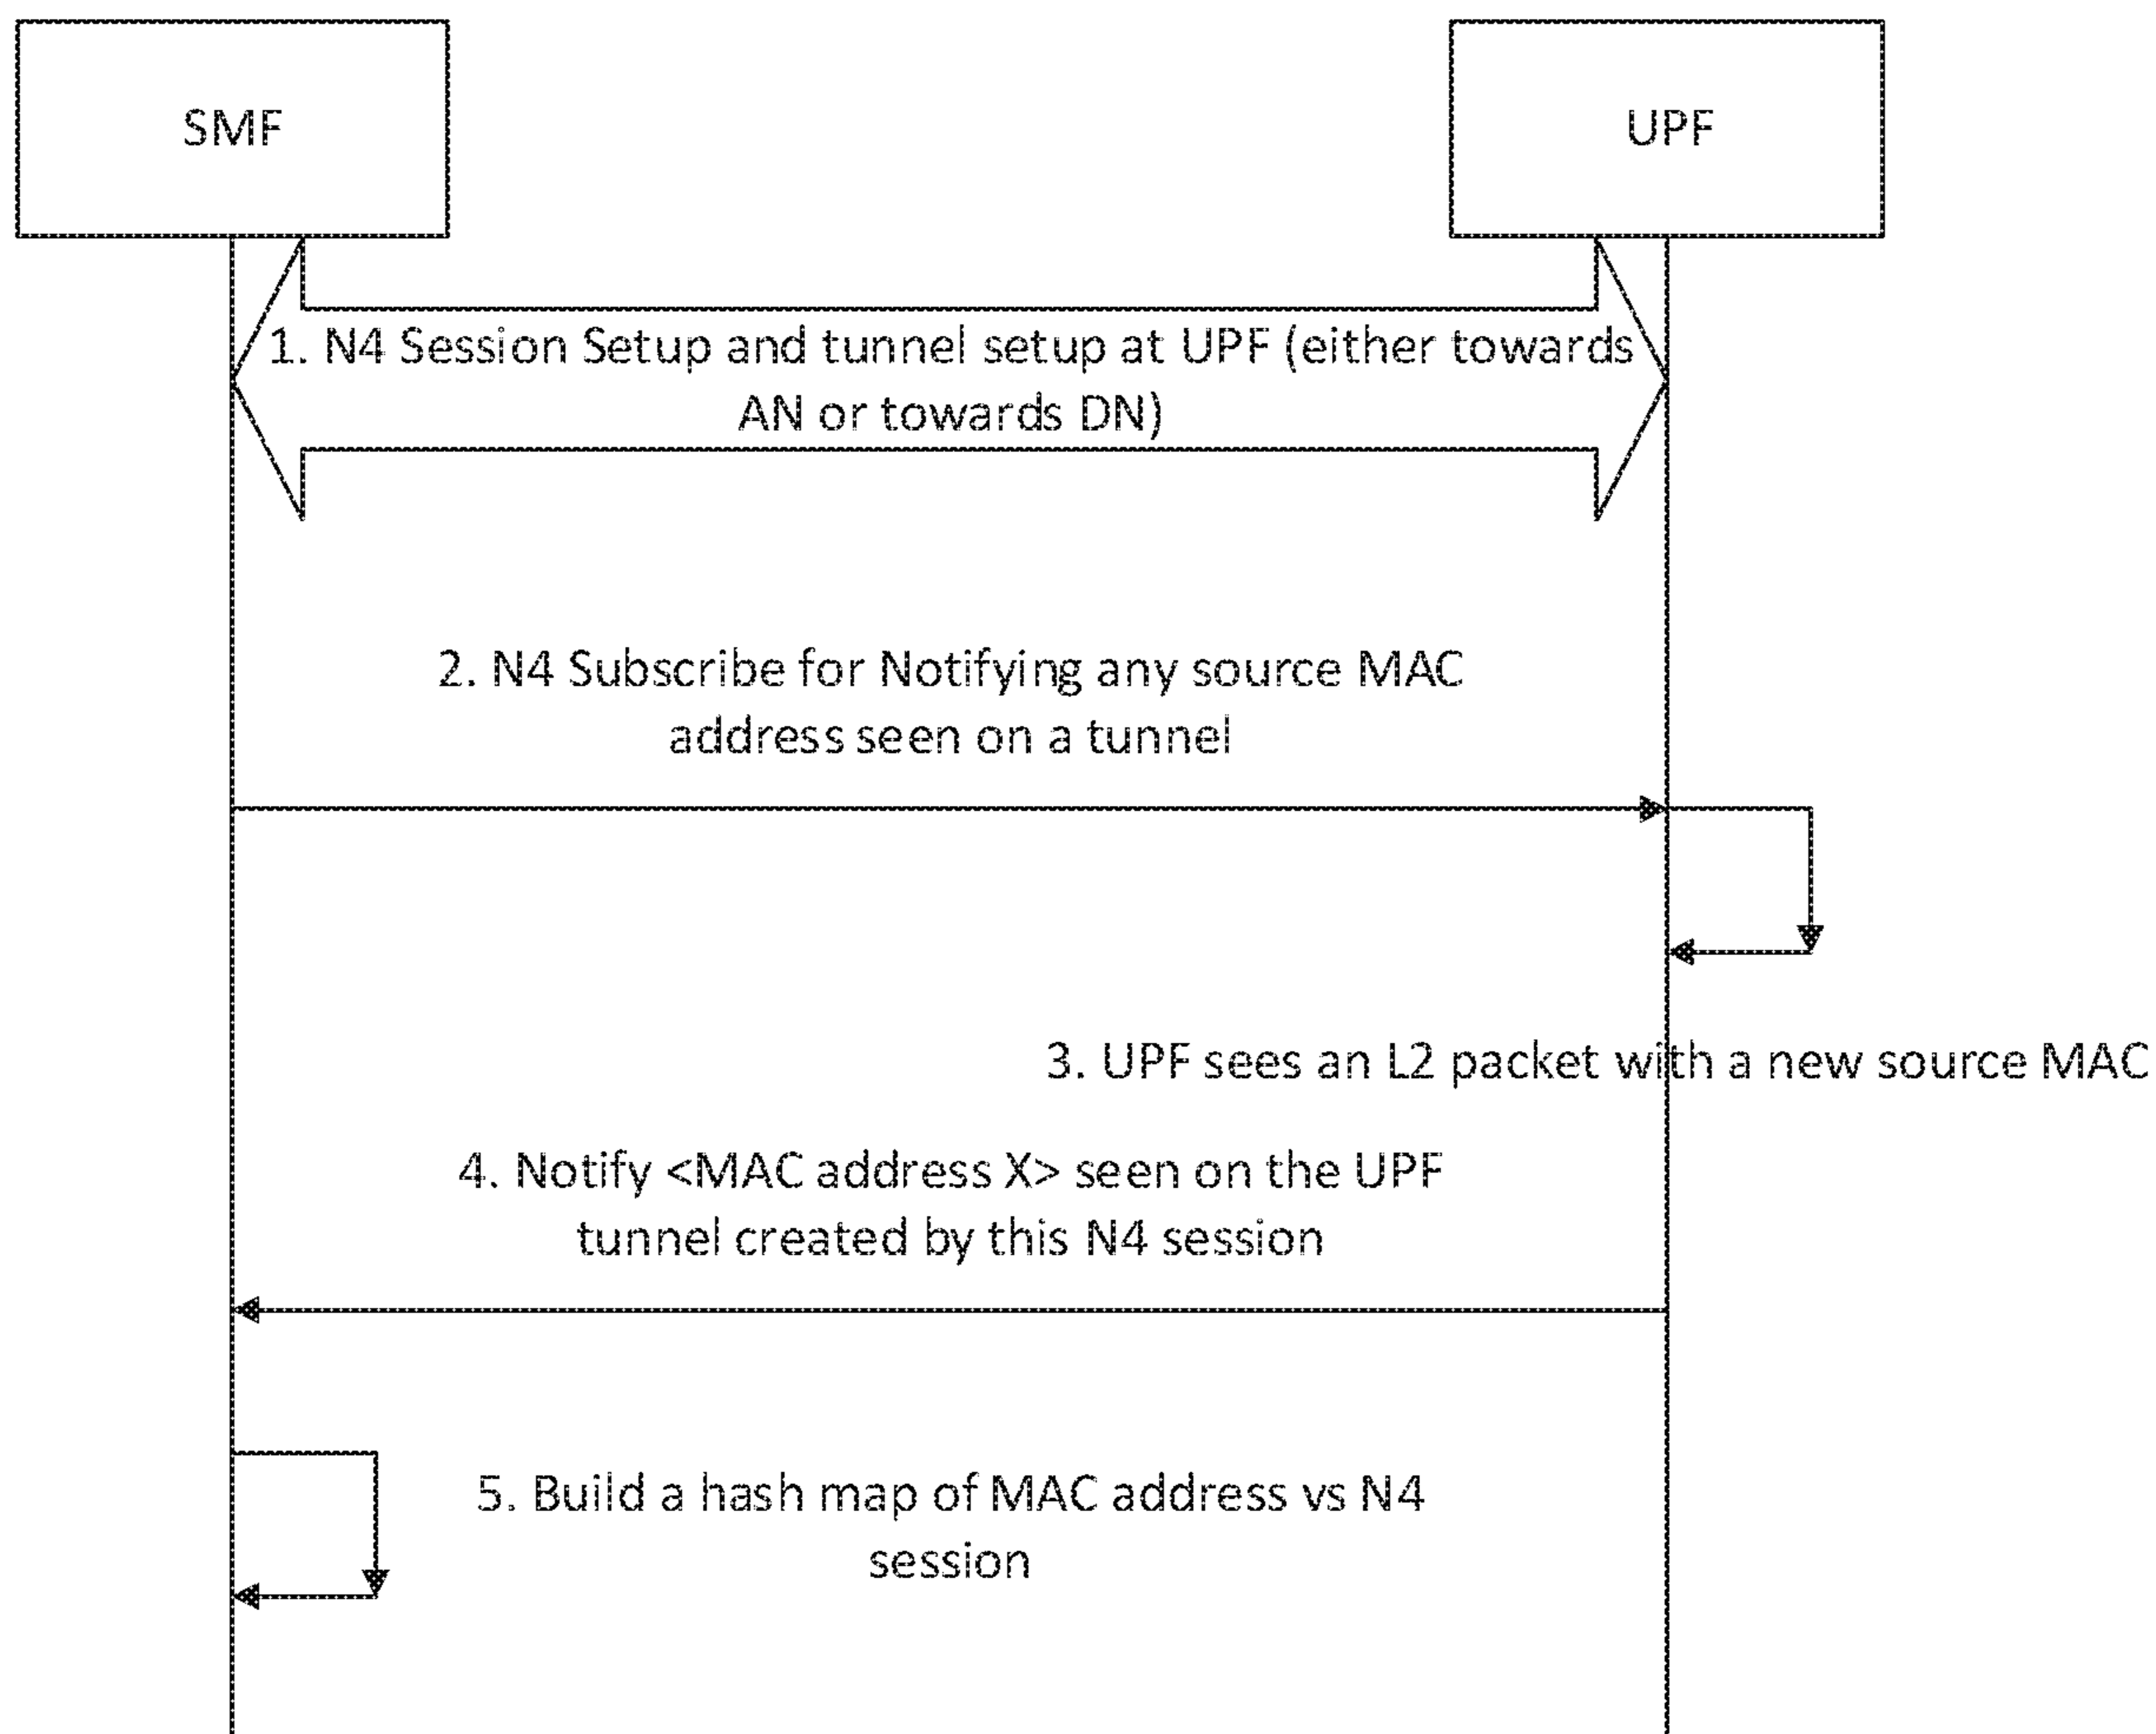 SMF
UPF
1. N4 Session Setup and tunnel setup at UPF (either towards
AN or towards DN)
2. N4 Subscribe for Notifying any source MAC
address seen on a tunnel
3. UPF sees an L2 packet with a new source MAC
4. Notify <MAC address X> seen on the UPF
tunnel created by this N4 session
5. Build a hash map of MAC address vs N4
session